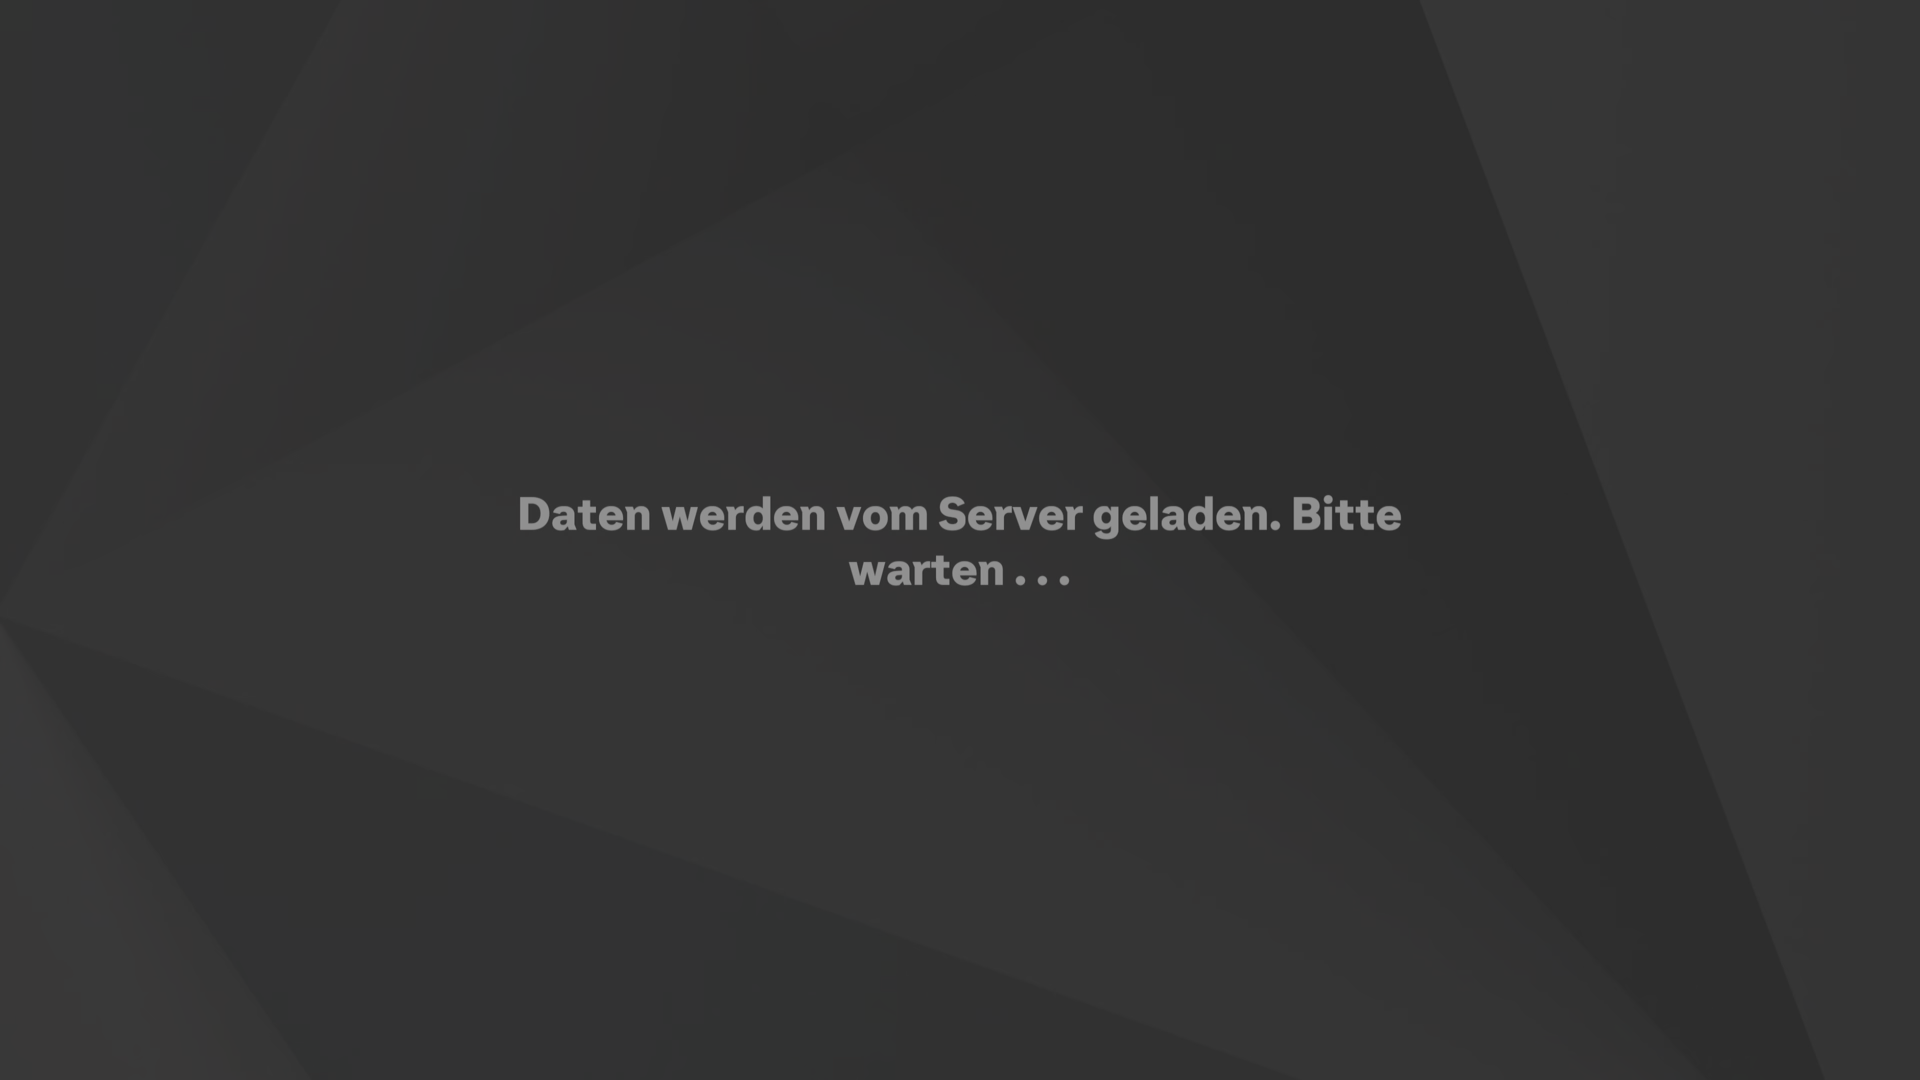 Daten werden vom Server geladen. Bitte
warten . . .